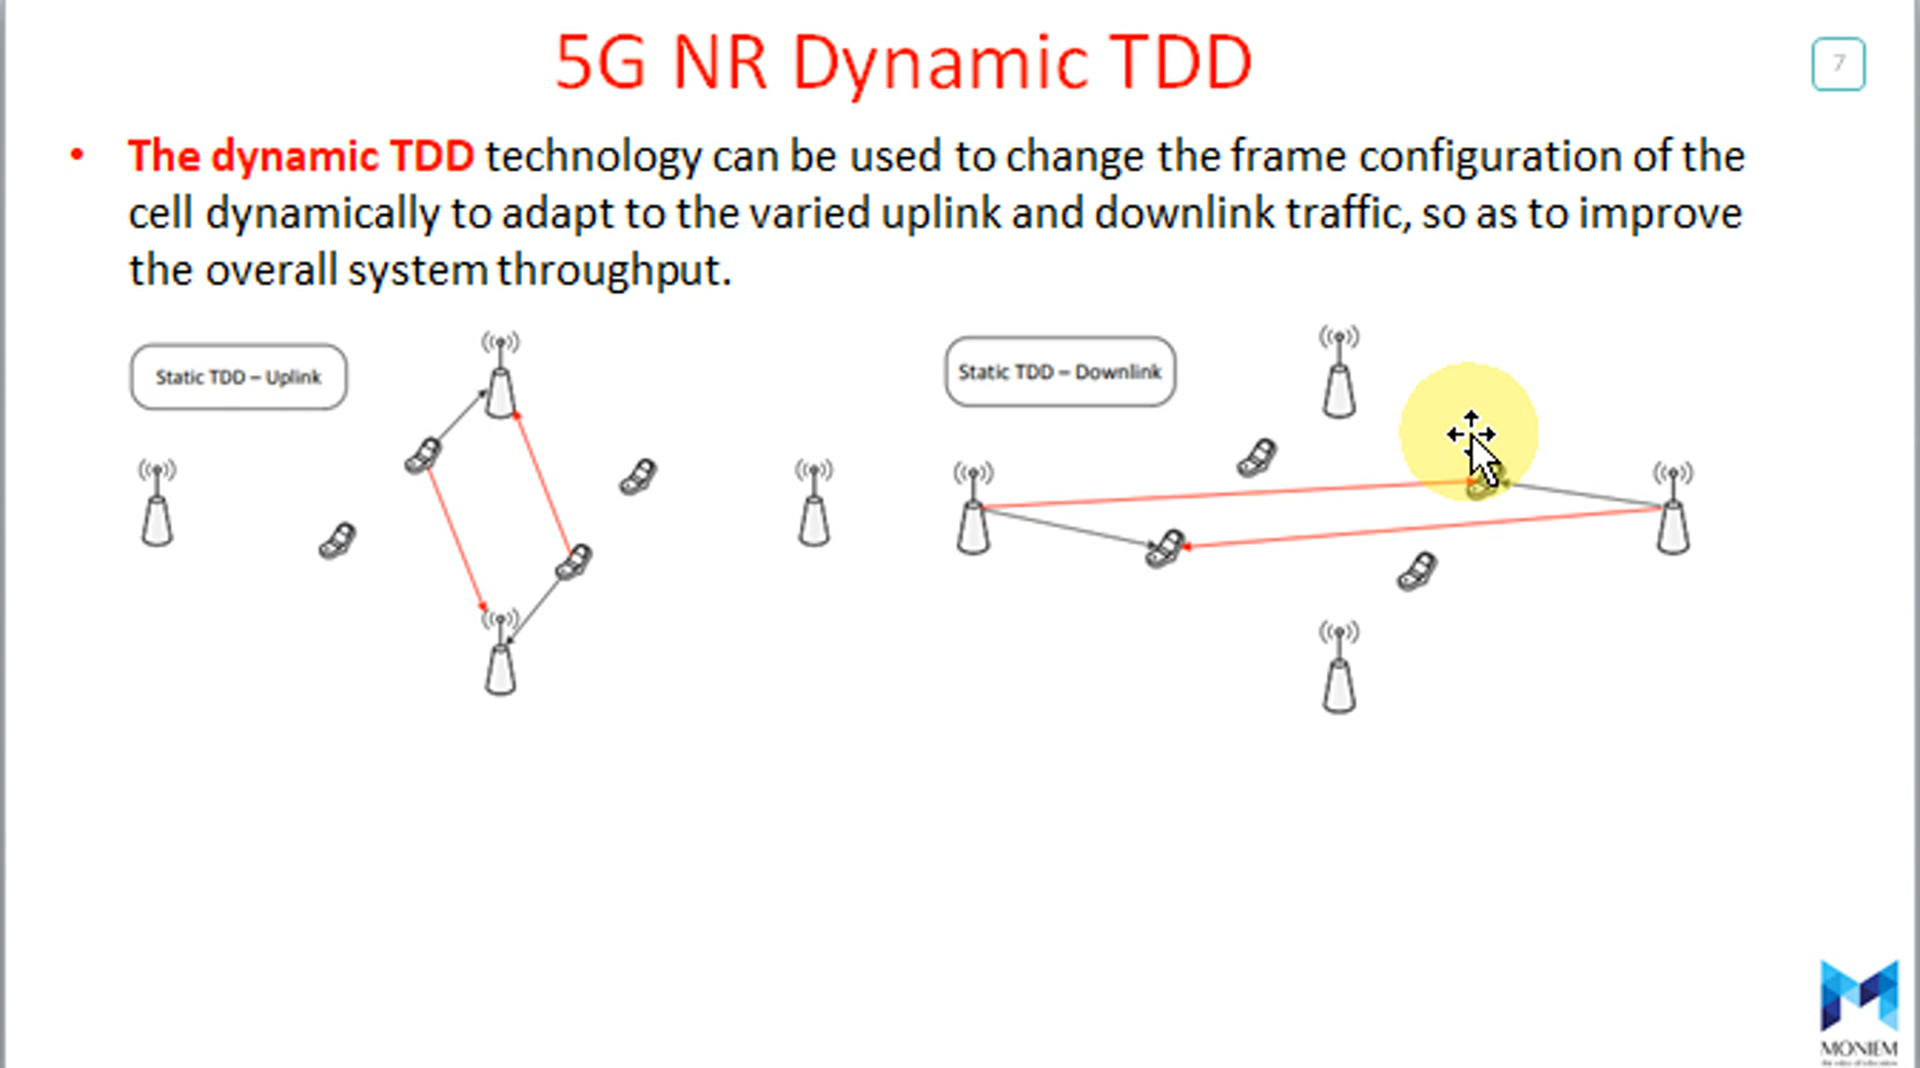 5G NR Dynamic TDD
7
• The dynamic TDD technology can be used to change the frame configuration of the
cell dynamically to adapt to the varied uplink and downlink traffic, so as to improve
the overall system throughput.
Static TDD – Uplink
Static TDD – Downlink
MONIEM